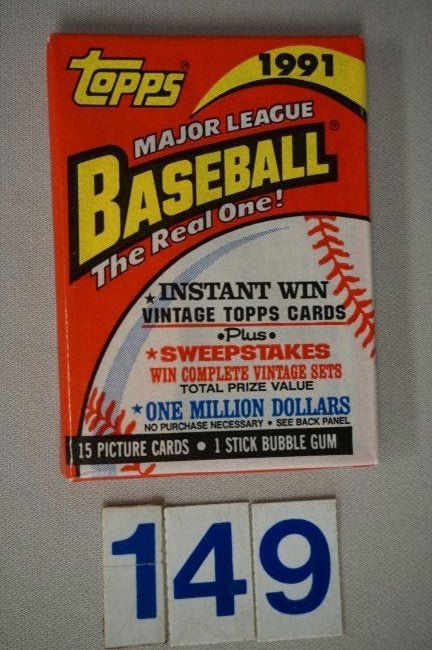 TOPPS®
1991
MAJOR LEAGUE
BASEBALL®
The Real One!
★INSTANT WIN
VINTAGE TOPPS CARDS
•Plus•
★SWEEPSTAKES
WIN COMPLETE VINTAGE SETS
TOTAL PRIZE VALUE
★ONE MILLION DOLLARS
NO PURCHASE NECESSARY • SEE BACK PANEL
15 PICTURE CARDS • 1 STICK BUBBLE GUM
149